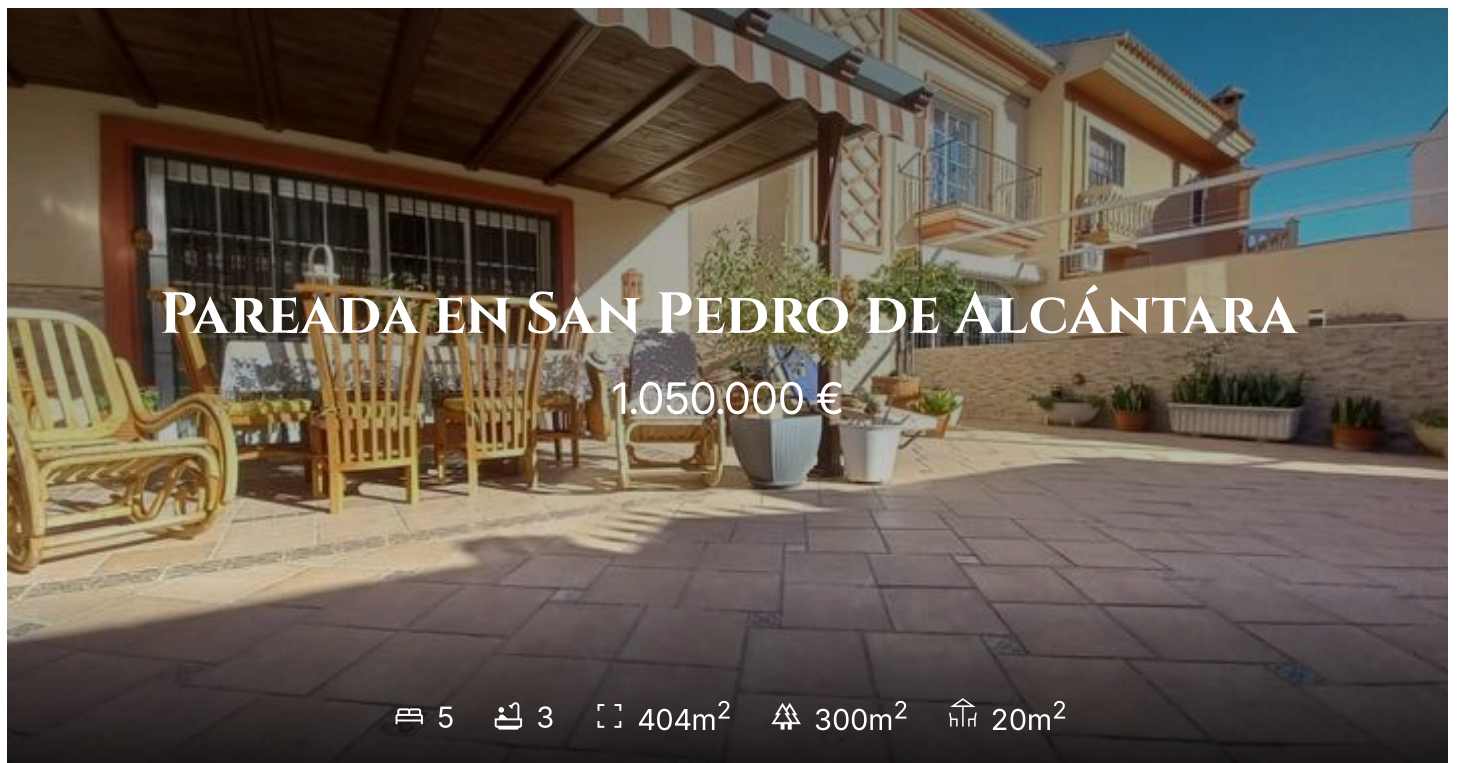 Pareada en San Pedro de Alcántara
1.050.000 €
5 3 404m² 300m² 20m²